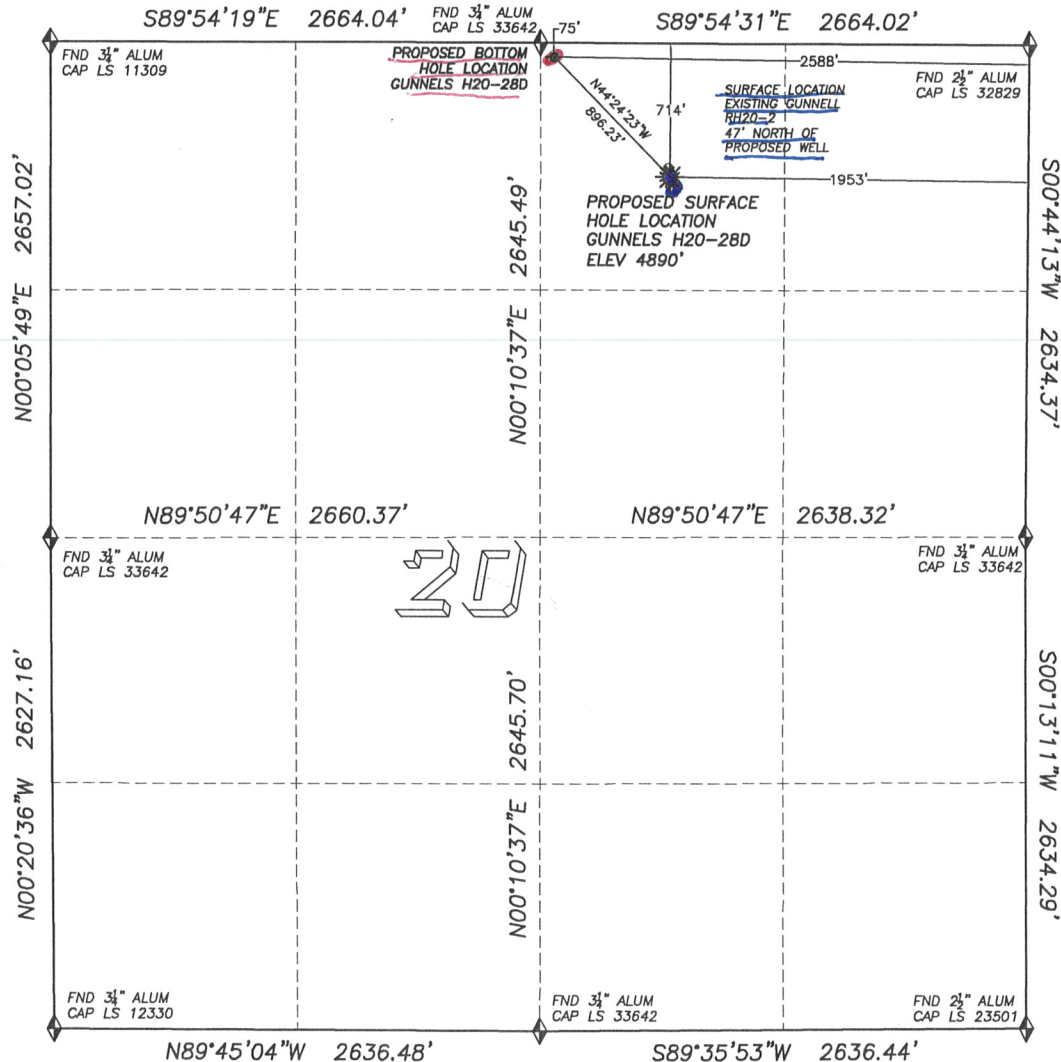 S89°54'19"E 2664.04'
FND 3¼" ALUM
CAP LS 33642
S89°54'31"E 2664.02'
75'
FND 3¼" ALUM
CAP LS 11309
PROPOSED BOTTOM
HOLE LOCATION
GUNNELS H20-28D
2588'
FND 2½" ALUM
CAP LS 32829
N44°24'23"W
896.23'
714'
SURFACE LOCATION
EXISTING GUNNELL
RH20-2
47' NORTH OF
PROPOSED WELL
1953'
PROPOSED SURFACE
HOLE LOCATION
GUNNELS H20-28D
ELEV 4890'
N00°05'49"E 2657.02'
N00°10'37"E 2645.49'
S00°44'13"W 2634.37'
N89°50'47"E 2660.37'
N89°50'47"E 2638.32'
FND 3¼" ALUM
CAP LS 33642
20
FND 3¼" ALUM
CAP LS 33642
N00°20'36"W 2627.16'
N00°10'37"E 2645.70'
S00°13'11"W 2634.29'
FND 3¼" ALUM
CAP LS 12330
FND 3¼" ALUM
CAP LS 33642
FND 2½" ALUM
CAP LS 23501
N89°45'04"W 2636.48'
S89°35'53"W 2636.44'